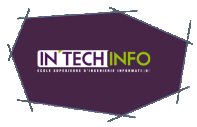 IN'TECH INFO
ECOLE SUPERIEURE D'INGENIERIE INFORMATIQUE